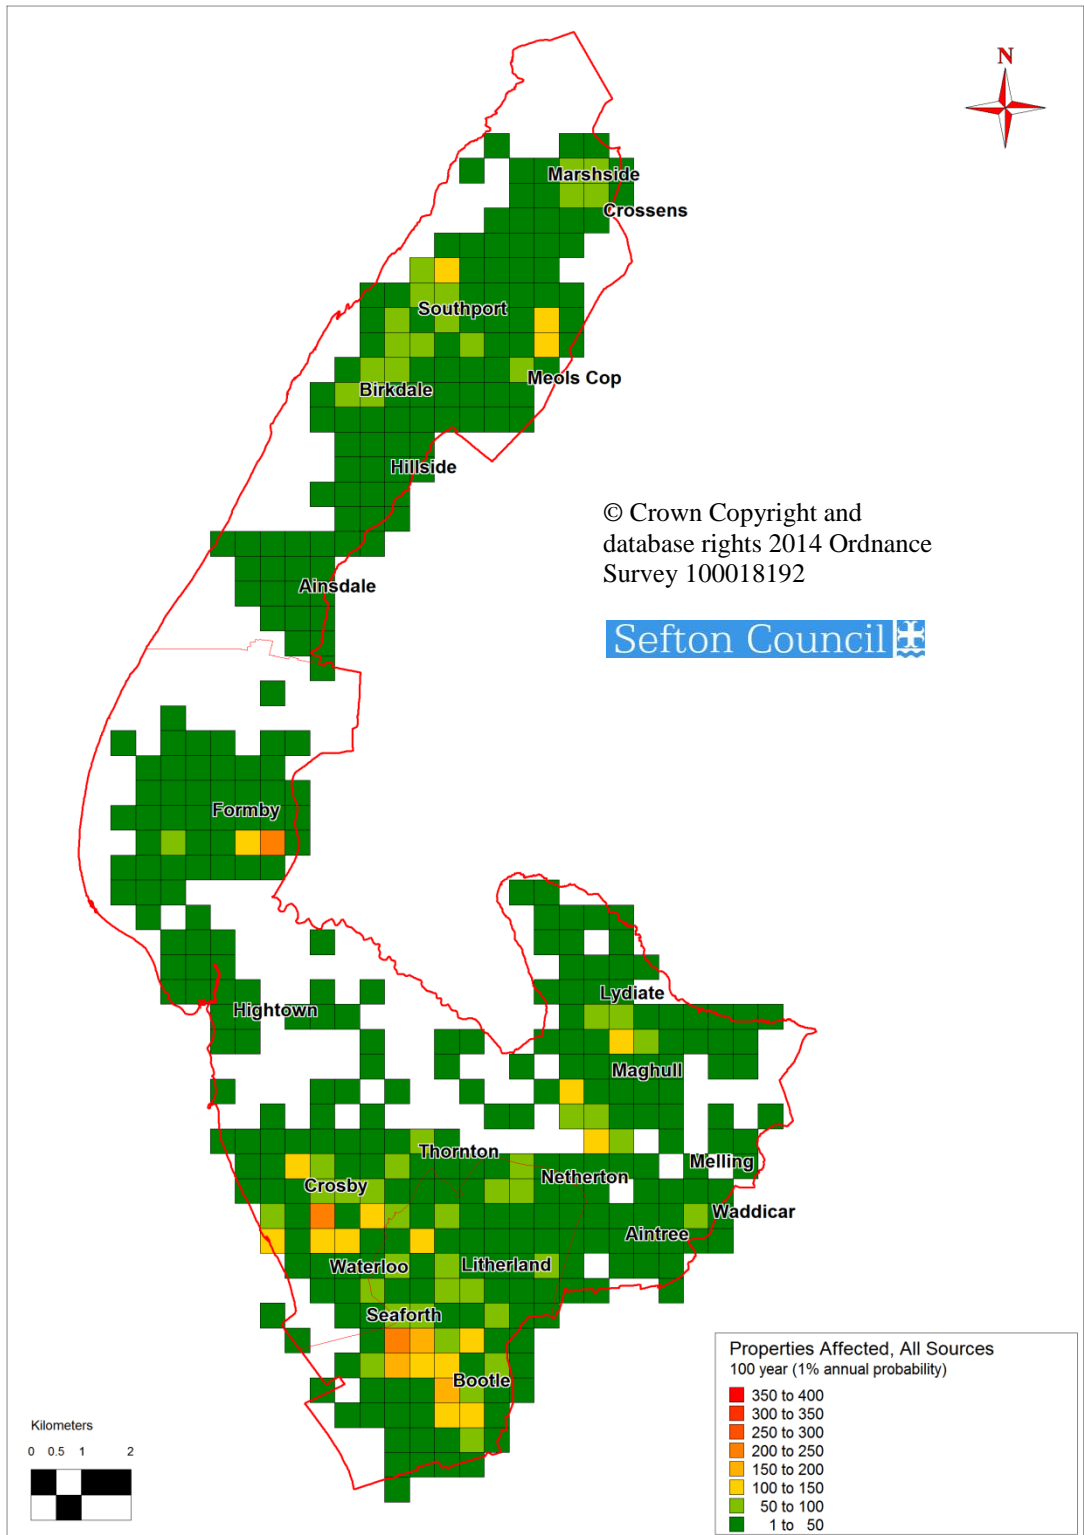 N
Marshside
Crossens
Southport
Meols Cop
Birkdale
Hillside
© Crown Copyright and
database rights 2014 Ordnance
Survey 100018192
Ainsdale
Sefton Council
Formby
Lydiate
Hightown
Maghull
Thornton
Melling
Netherton
Crosby
Waddicar
Aintree
Waterloo
Litherland
Seaforth
Bootle
Properties Affected, All Sources
100 year (1% annual probability)
350 to 400
300 to 350
250 to 300
200 to 250
150 to 200
100 to 150
50 to 100
1 to 50
Kilometers
0 0.5 1 2